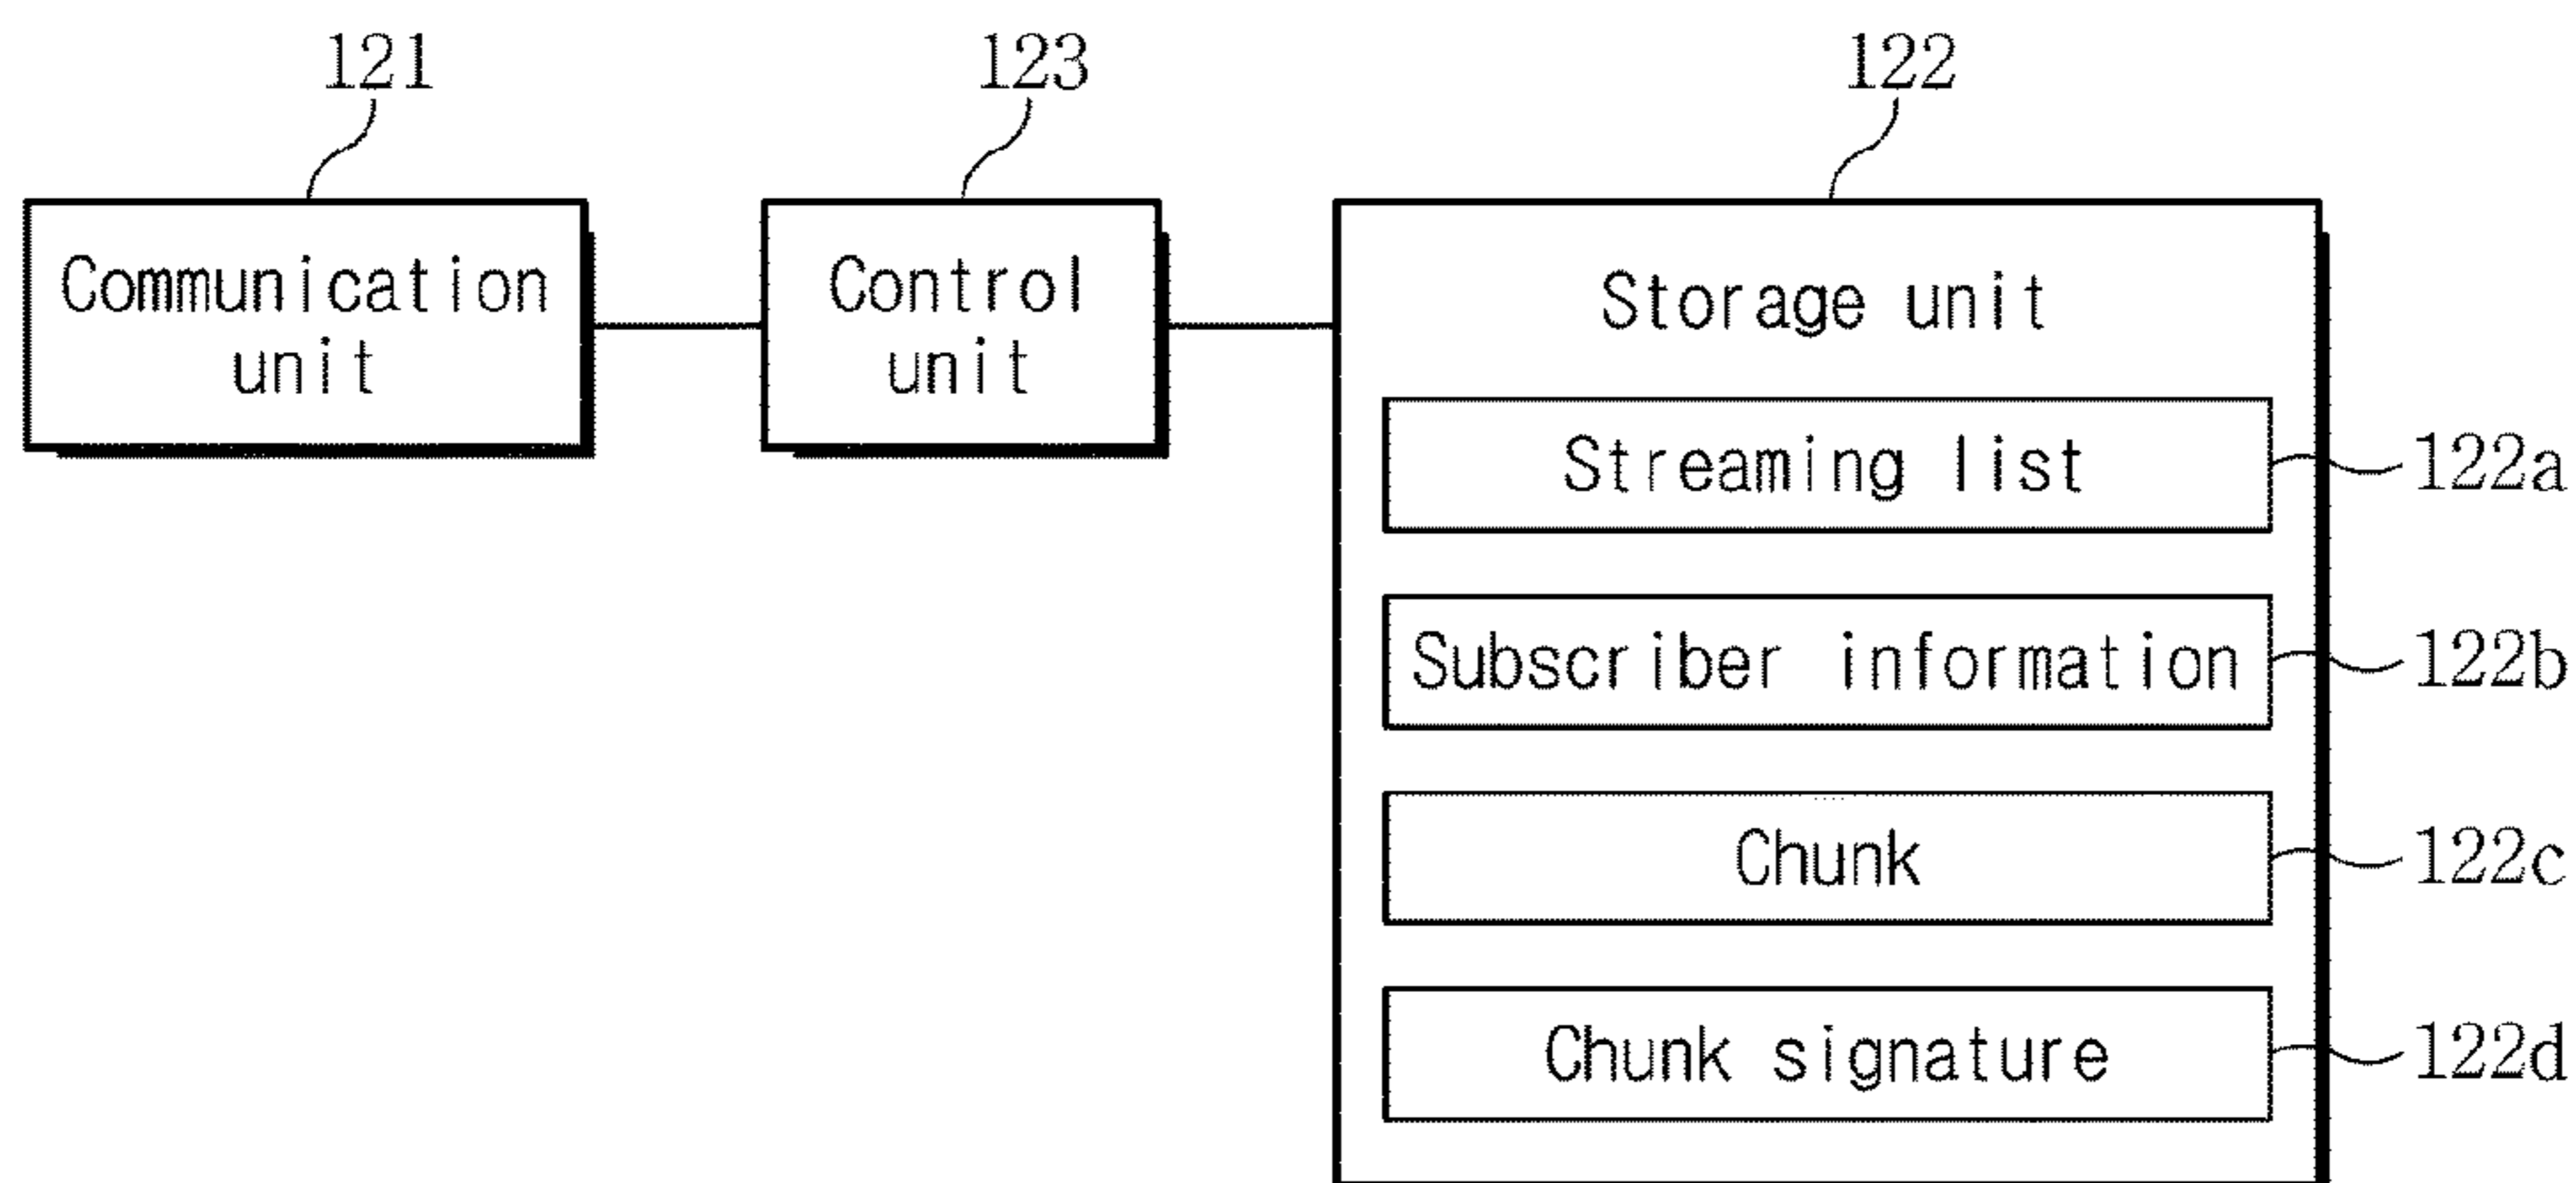 121
123
122
Communication
unit
Control
unit
Storage unit
Streaming list
122a
Subscriber information
122b
Chunk
122c
Chunk signature
122d